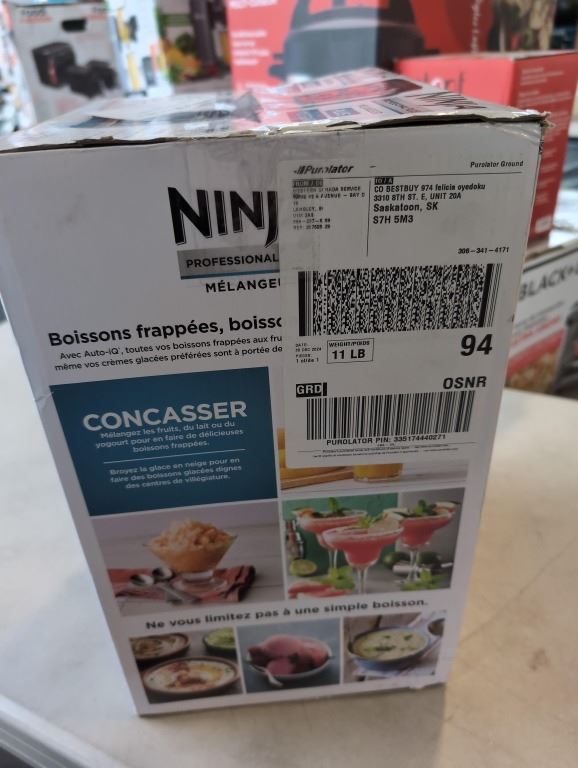 NINJ
PROFESSIONAL
MÉLANGEU
Boissons frappées, boisso
Avec Auto-iQ, toutes vos boissons frappées aux fru
même vos crèmes glacées préférées sont à portée de
CONCASSER
Mélangez les fruits, du lait ou du
yogourt pour en faire de délicieuses
boissons frappées.
Broyez la glace en neige pour en
faire des boissons glacées dignes
des centres de villégiature.
Purolator
Purolator Ground
TO / A
CO BESTBUY 974 felicia oyedoku
3310 8TH ST. E, UNIT 20A
Saskatoon, SK
S7H 5M3
306-341-4171
WEIGHT/POIDS
11 LB
94
GRD
OSNR
PUROLATOR PIN: 335174440271
Ne vous limitez pas à une simple boisson.
NINJA
BLACK+